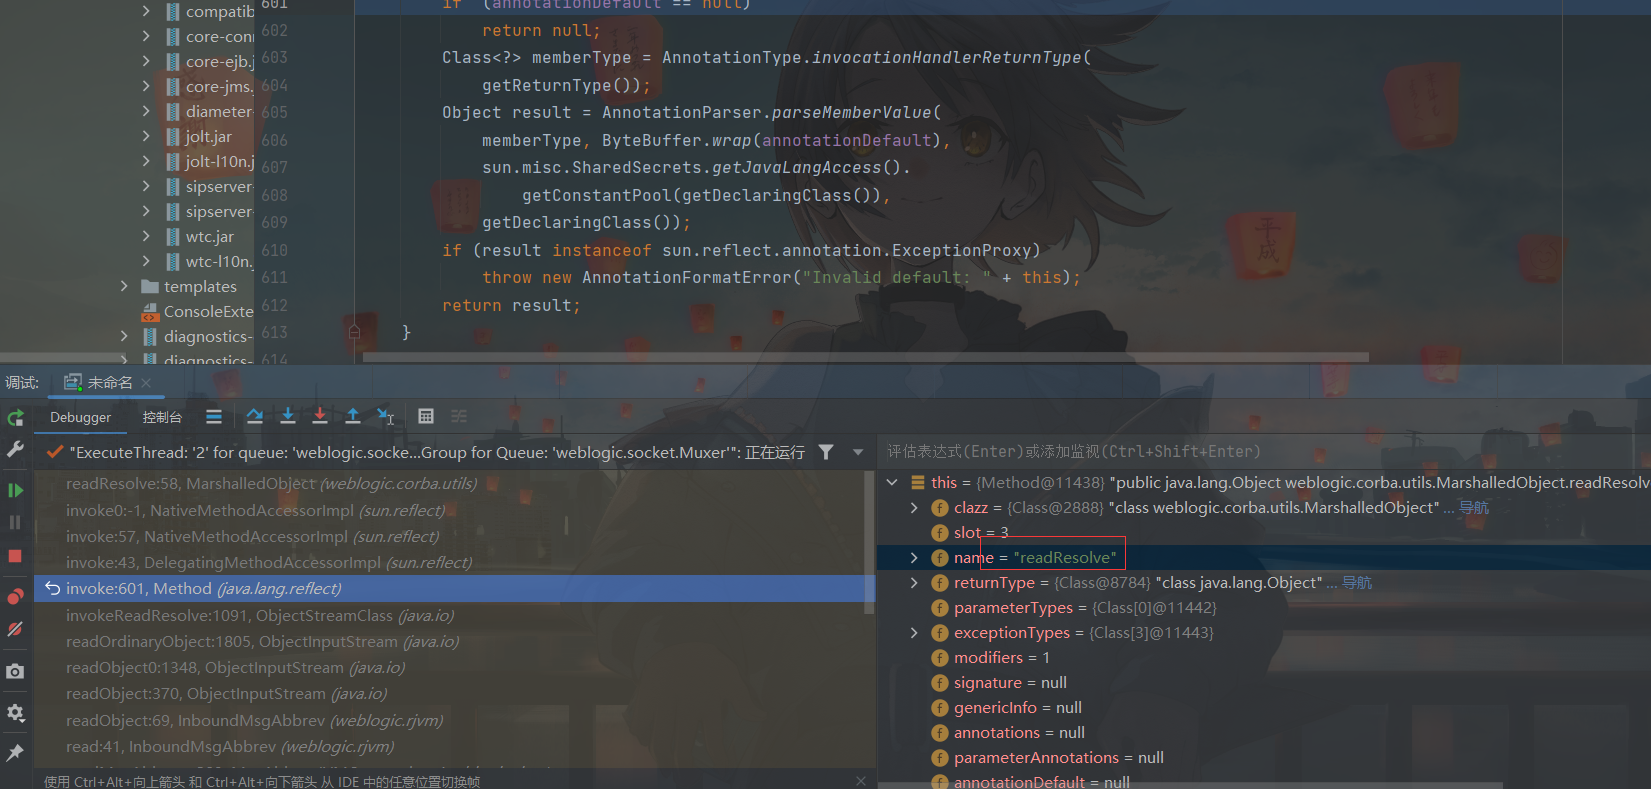 compatib
core-con
core-ejb.j
core-jms.
diameter-
jolt.jar
jolt-l10n.j
sipserver-
sipserver
wtc.jar
wtc-l10n.
templates
ConsoleExte
diagnostics-
diagnostics-
601 if (annotationDefault == null)
602 return null;
603 Class<?> memberType = AnnotationType.invocationHandlerReturnType(
604 getReturnType());
605 Object result = AnnotationParser.parseMemberValue(
606 memberType, ByteBuffer.wrap(annotationDefault),
607 sun.misc.SharedSecrets.getJavaLangAccess().
608 getConstantPool(getDeclaringClass()),
609 getDeclaringClass());
610 if (result instanceof sun.reflect.annotation.ExceptionProxy)
611 throw new AnnotationFormatError("Invalid default: " + this);
612 return result;
613 }
614
调试: 未命名
Debugger 控制台
"ExecuteThread: '2' for queue: 'weblogic.socke...Group for Queue: 'weblogic.socket.Muxer'": 正在运行
readResolve:58, MarshalledObject (weblogic.corba.utils)
invoke0:-1, NativeMethodAccessorImpl (sun.reflect)
invoke:57, NativeMethodAccessorImpl (sun.reflect)
invoke:43, DelegatingMethodAccessorImpl (sun.reflect)
invoke:601, Method (java.lang.reflect)
invokeReadResolve:1091, ObjectStreamClass (java.io)
readOrdinaryObject:1805, ObjectInputStream (java.io)
readObject0:1348, ObjectInputStream (java.io)
readObject:370, ObjectInputStream (java.io)
readObject:69, InboundMsgAbbrev (weblogic.rjvm)
read:41, InboundMsgAbbrev (weblogic.rjvm)
使用 Ctrl+Alt+向上箭头 和 Ctrl+Alt+向下箭头 从 IDE 中的任意位置切换帧
评估表达式(Enter)或添加监视(Ctrl+Shift+Enter)
this = {Method@11438} "public java.lang.Object weblogic.corba.utils.MarshalledObject.readResolv
clazz = {Class@2888} "class weblogic.corba.utils.MarshalledObject" ... 导航
slot = 3
name = "readResolve"
returnType = {Class@8784} "class java.lang.Object" ... 导航
parameterTypes = {Class[0]@11442}
exceptionTypes = {Class[3]@11443}
modifiers = 1
signature = null
genericInfo = null
annotations = null
parameterAnnotations = null
annotationDefault = null